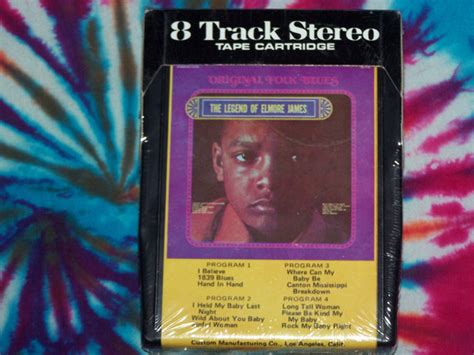 8 Track Stereo
TAPE CARTRIDGE
ORIGINAL FOLK BLUES
THE LEGEND OF ELMORE JAMES
PROGRAM 1
I Believe
1839 Blues
Hand In Hand
PROGRAM 2
I Held My Baby Last
Night
Wild About You Baby
Woman
PROGRAM 3
Where Can My
Baby Be
Canton Mississippi
Breakdown
PROGRAM 4
Long Tall Woman
Please Be Kind My
My Baby
Rock My Baby Right
Custom Manufacturing Co., Los Angeles, Calif.